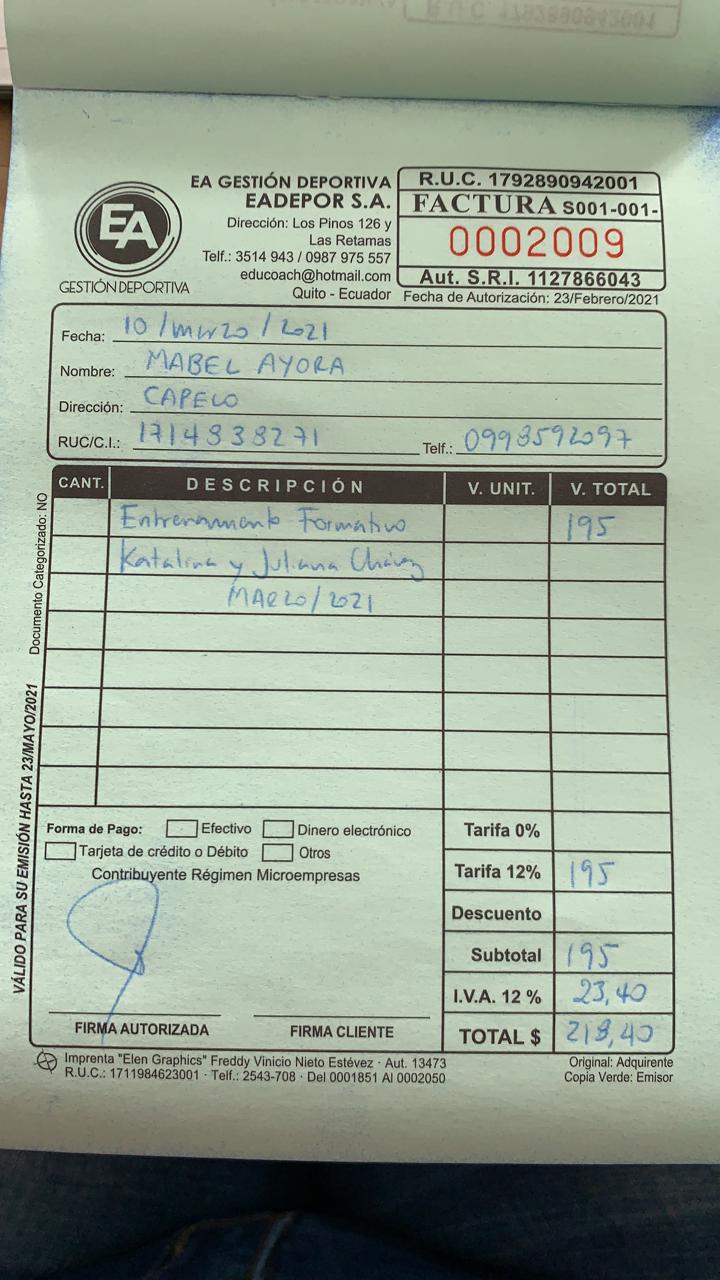 R.U.C. 1792890942001
EA
GESTIÓN DEPORTIVA
EA GESTIÓN DEPORTIVA
EADEPOR S.A.
Dirección: Los Pinos 126 y
Las Retamas
Telf.: 3514 943 / 0987 975 557
educoach@hotmail.com
Quito - Ecuador
R.U.C. 1792890942001
FACTURA S001-001-
0002009
Aut. S.R.I. 1127866043
Fecha de Autorización: 23/Febrero/2021
Fecha: 10/marzo/2021
Nombre: MABEL AYORA
Dirección: CAPELO
RUC/C.I.: 1714838271 Telf.: 0998592097
CANT. DESCRIPCIÓN V. UNIT. V. TOTAL
Entrenamiento Formativo 195
Katalina y Juliana Chávez
MARZO/2021
Documento Categorizado: NO
VÁLIDO PARA SU EMISIÓN HASTA 23/MAYO/2021
Forma de Pago: Efectivo Dinero electrónico
Tarjeta de crédito o Débito Otros
Contribuyente Régimen Microempresas
Tarifa 0%
Tarifa 12% 195
Descuento
Subtotal 195
I.V.A. 12 % 23,40
TOTAL $ 218,40
FIRMA AUTORIZADA FIRMA CLIENTE
Imprenta "Elen Graphics" Freddy Vinicio Nieto Estévez · Aut. 13473
R.U.C.: 1711984623001 · Telf.: 2543-708 · Del 0001851 Al 0002050
Original: Adquirente
Copia Verde: Emisor